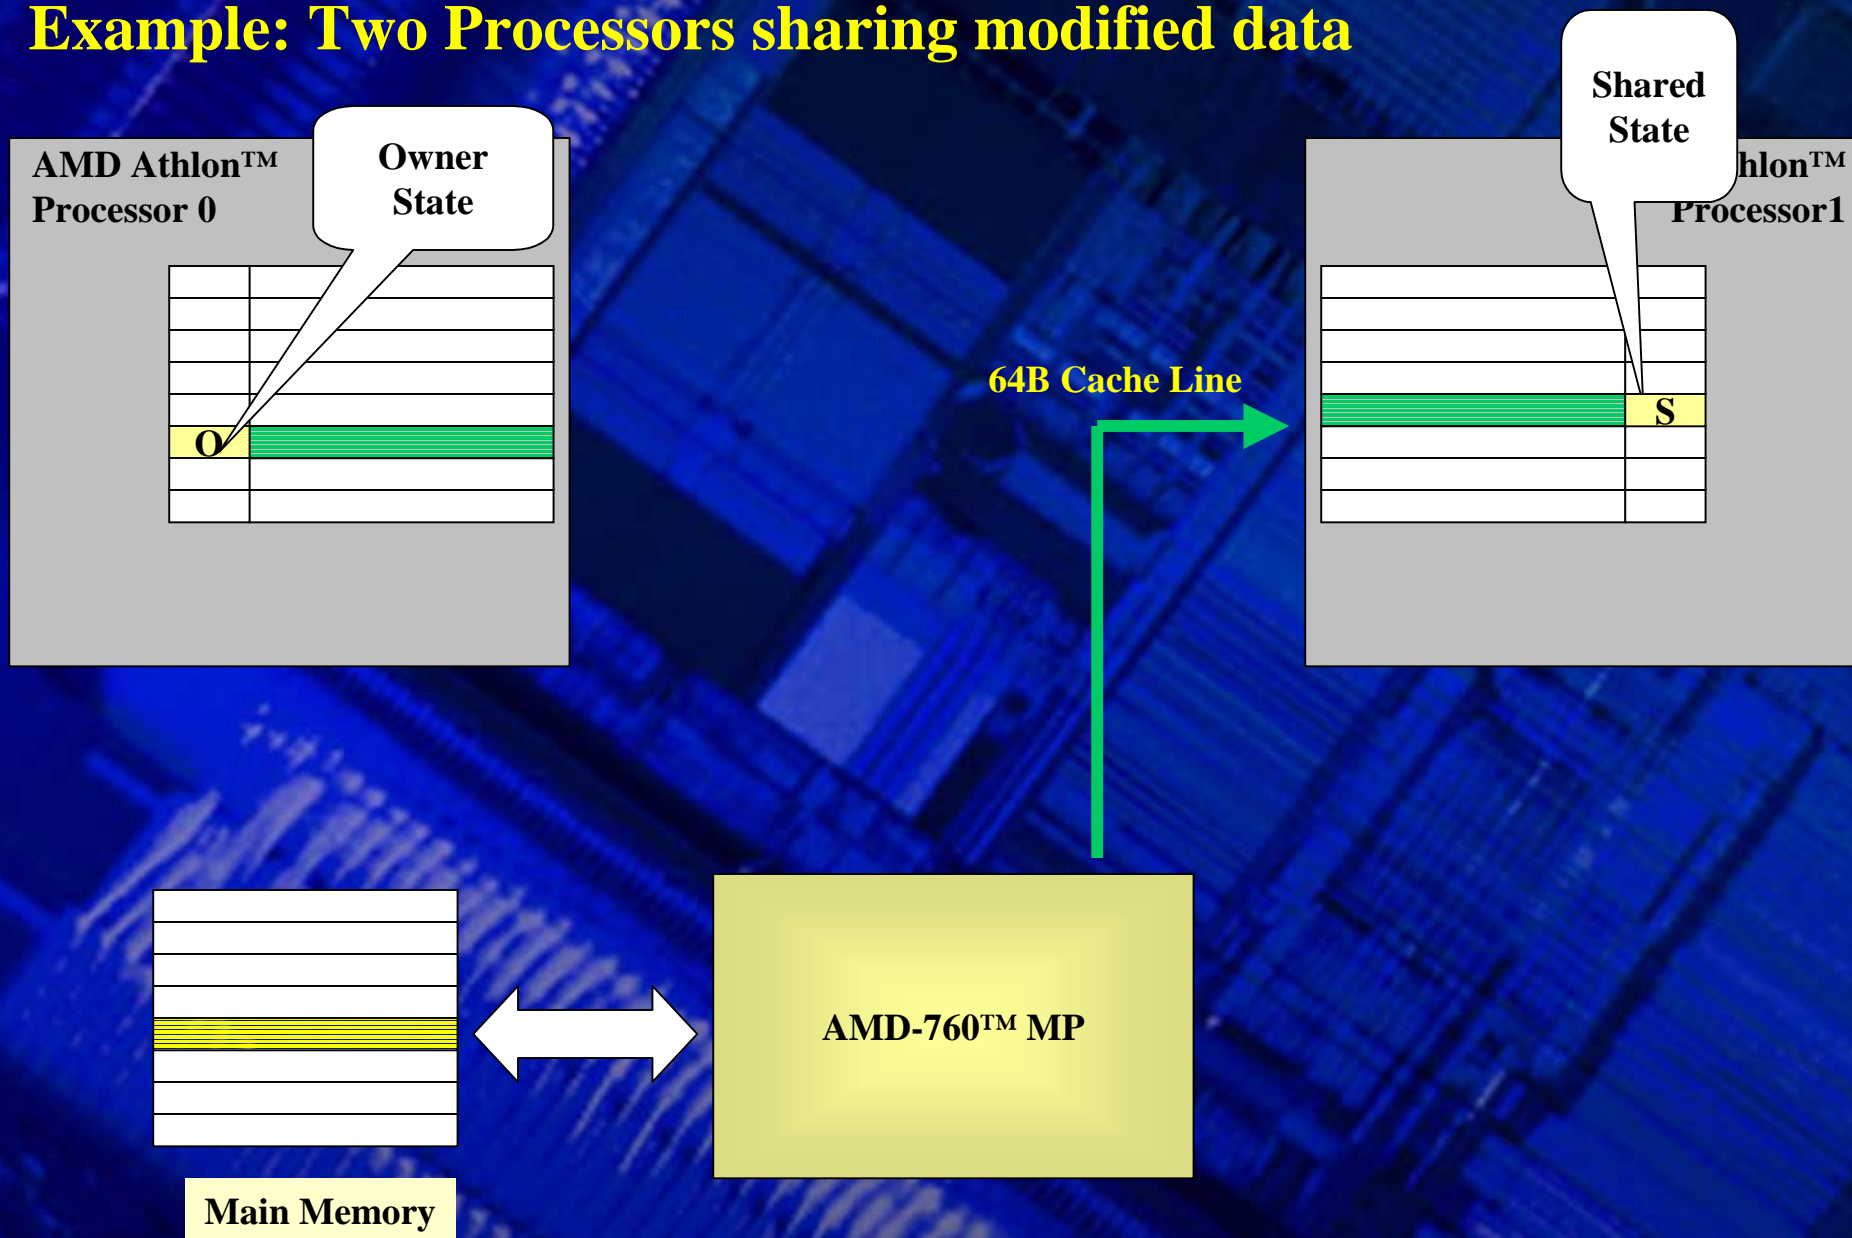 Example: Two Processors sharing modified data
Shared
State
AMD Athlon™
Processor 0
Owner
State
hlon™
Processor1
64B Cache Line
O
S
AMD-760™ MP
Main Memory